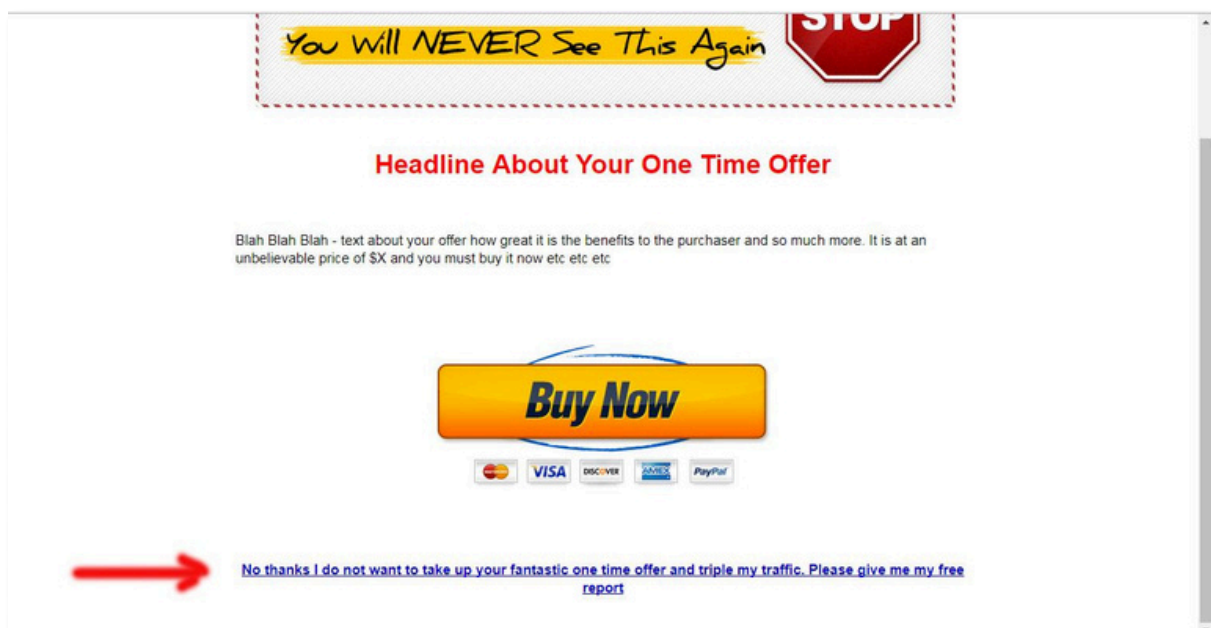 STOP
You Will NEVER See This Again
Headline About Your One Time Offer
Blah Blah Blah - text about your offer how great it is the benefits to the purchaser and so much more. It is at an
unbelievable price of $X and you must buy it now etc etc etc
Buy Now
VISA DISCOVER AMEX PayPal
No thanks I do not want to take up your fantastic one time offer and triple my traffic. Please give me my free
report